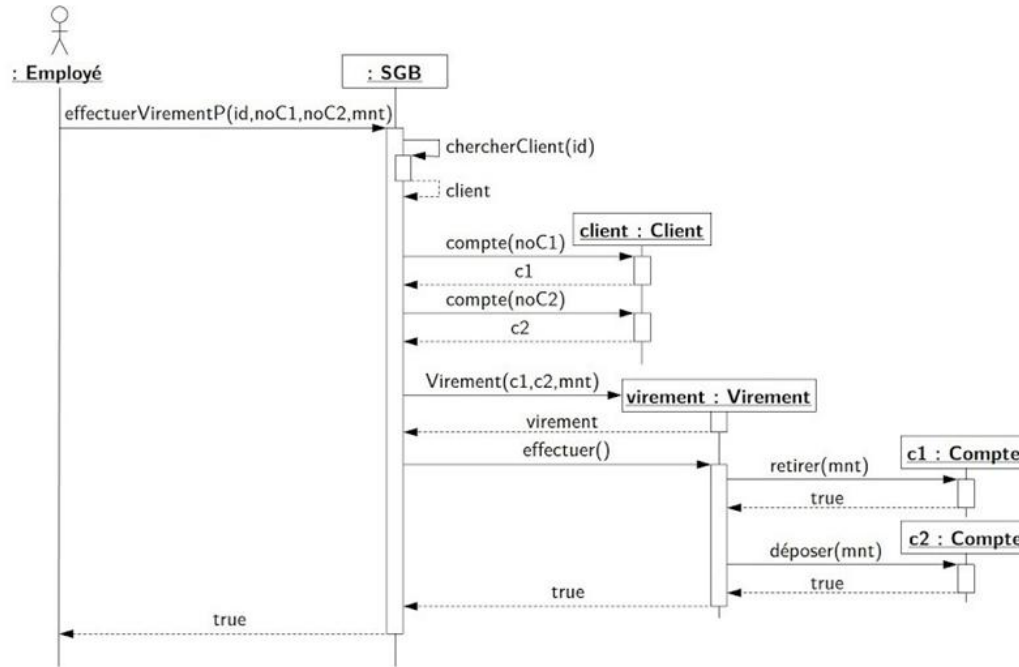 : Employé
: SGB
effectuerVirementP(id,noC1,noC2,mnt)
chercherClient(id)
client
client : Client
compte(noC1)
c1
compte(noC2)
c2
Virement(c1,c2,mnt)
virement : Virement
virement
effectuer()
c1 : Compte
retirer(mnt)
true
c2 : Compte
déposer(mnt)
true
true
true